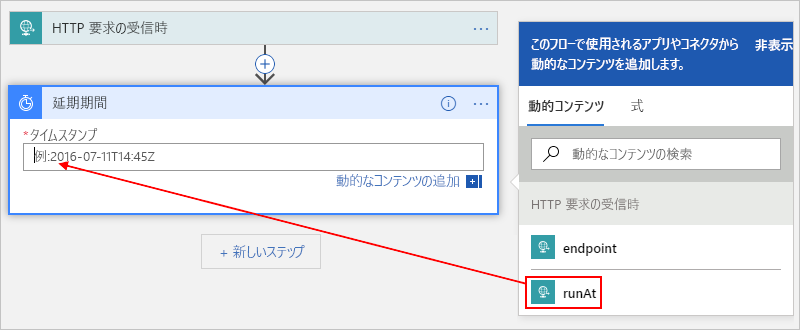 HTTP 要求の受信時
延期期間
*タイムスタンプ
例:2016-07-11T14:45Z
動的なコンテンツの追加
+ 新しいステップ
このフローで使用されるアプリやコネクタから
動的なコンテンツを追加します。
非表示
動的コンテンツ
式
動的なコンテンツの検索
HTTP 要求の受信時
endpoint
runAt